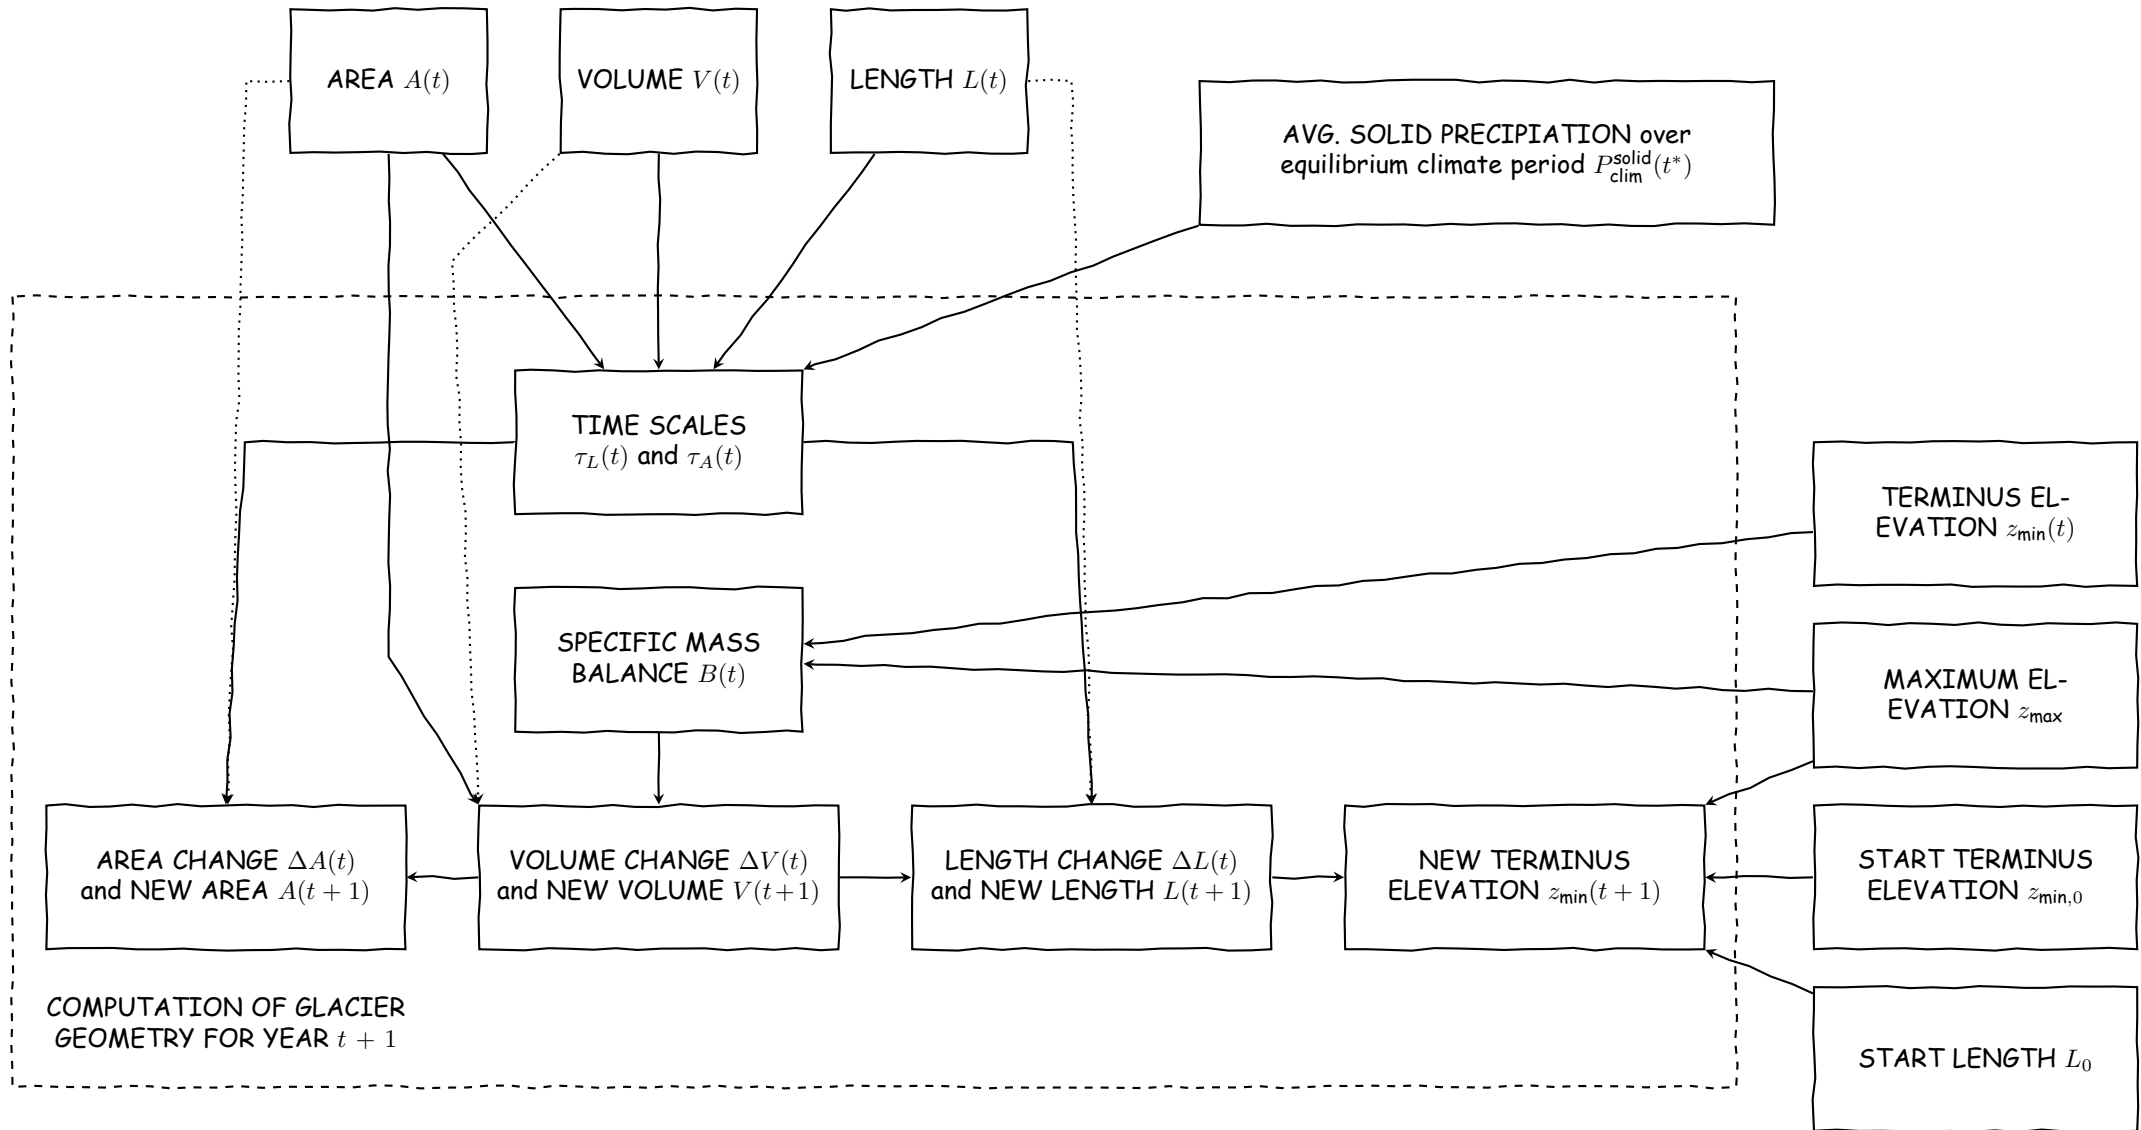 AREA A(t)
VOLUME V(t)
LENGTH L(t)
AVG. SOLID PRECIPIATION over
equilibrium climate period P^solid_clim(t*)
TIME SCALES
τ_L(t) and τ_A(t)
TERMINUS EL-
EVATION z_min(t)
SPECIFIC MASS
BALANCE B(t)
MAXIMUM EL-
EVATION z_max
AREA CHANGE ΔA(t)
and NEW AREA A(t + 1)
VOLUME CHANGE ΔV(t)
and NEW VOLUME V(t+1)
LENGTH CHANGE ΔL(t)
and NEW LENGTH L(t+1)
NEW TERMINUS
ELEVATION z_min(t + 1)
START TERMINUS
ELEVATION z_min,0
COMPUTATION OF GLACIER
GEOMETRY FOR YEAR t + 1
START LENGTH L_0